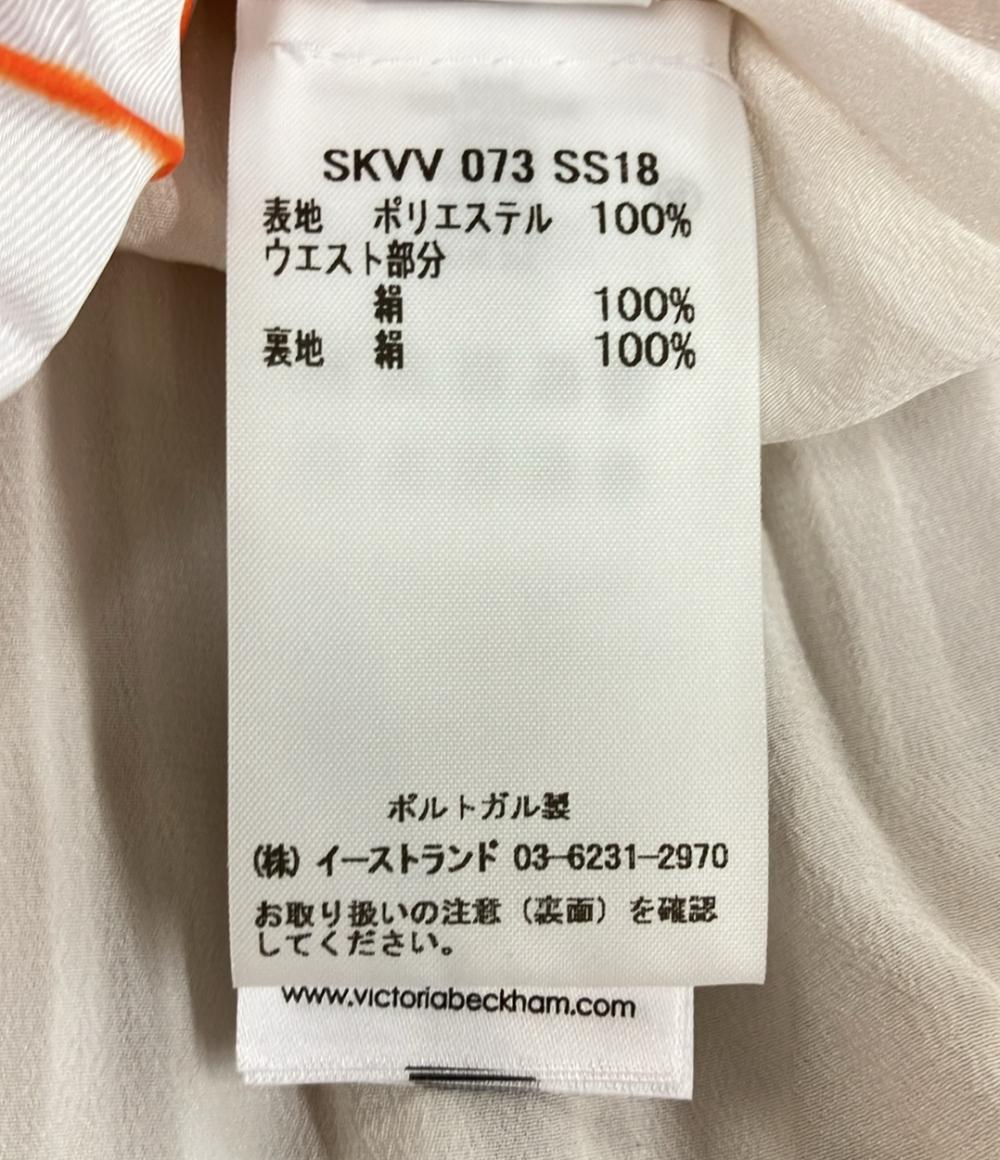 SKVV 073 SS18
表地 ポリエステル 100%
ウエスト部分
絹 100%
裏地 絹 100%
ポルトガル製
(株) イーストランド 03-6231-2970
お取り扱いの注意（裏面）を確認
してください。
www.victoriabeckham.com